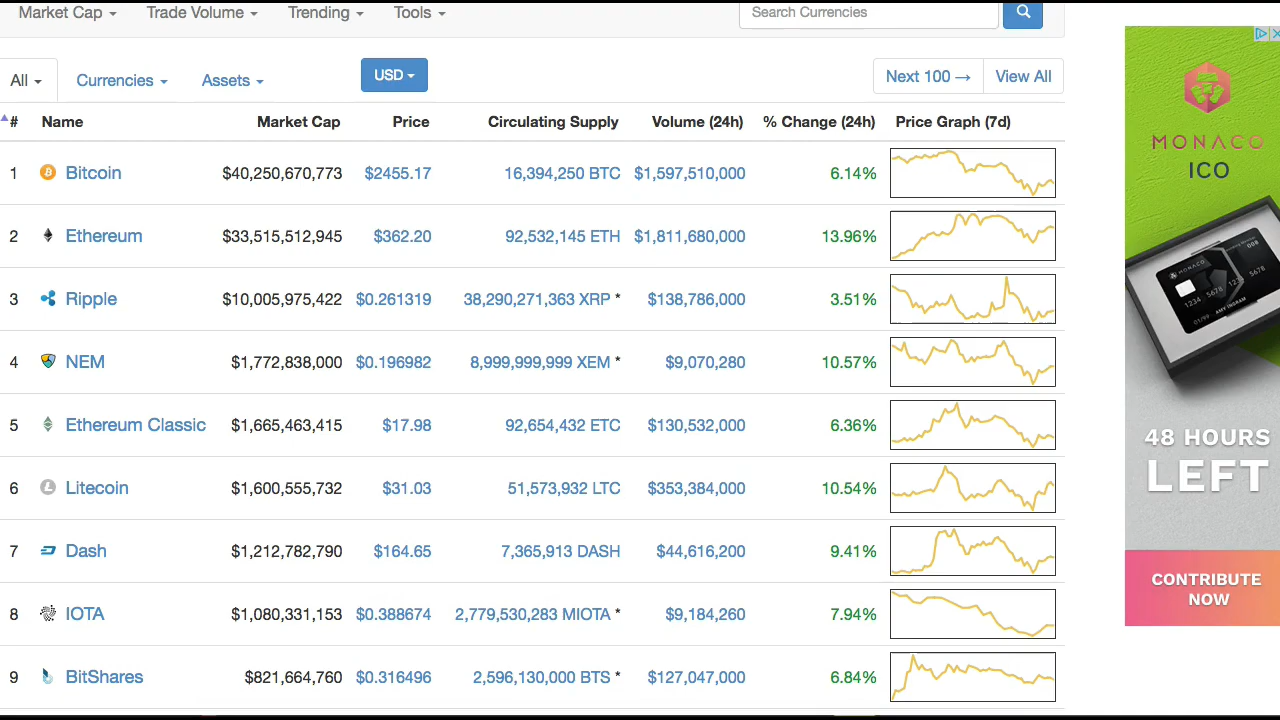 Market Cap Trade Volume Trending Tools Search Currencies
All Currencies Assets USD Next 100 → View All
# Name Market Cap Price Circulating Supply Volume (24h) % Change (24h) Price Graph (7d)
1 Bitcoin $40,250,670,773 $2455.17 16,394,250 BTC $1,597,510,000 6.14%
2 Ethereum $33,515,512,945 $362.20 92,532,145 ETH $1,811,680,000 13.96%
3 Ripple $10,005,975,422 $0.261319 38,290,271,363 XRP * $138,786,000 3.51%
4 NEM $1,772,838,000 $0.196982 8,999,999,999 XEM * $9,070,280 10.57%
5 Ethereum Classic $1,665,463,415 $17.98 92,654,432 ETC $130,532,000 6.36%
6 Litecoin $1,600,555,732 $31.03 51,573,932 LTC $353,384,000 10.54%
7 Dash $1,212,782,790 $164.65 7,365,913 DASH $44,616,200 9.41%
8 IOTA $1,080,331,153 $0.388674 2,779,530,283 MIOTA * $9,184,260 7.94%
9 BitShares $821,664,760 $0.316496 2,596,130,000 BTS * $127,047,000 6.84%
MONACO
ICO
MONACO
008
1234 5678 1234 5678
01/99 AMY INGRAM
48 HOURS
LEFT
CONTRIBUTE
NOW